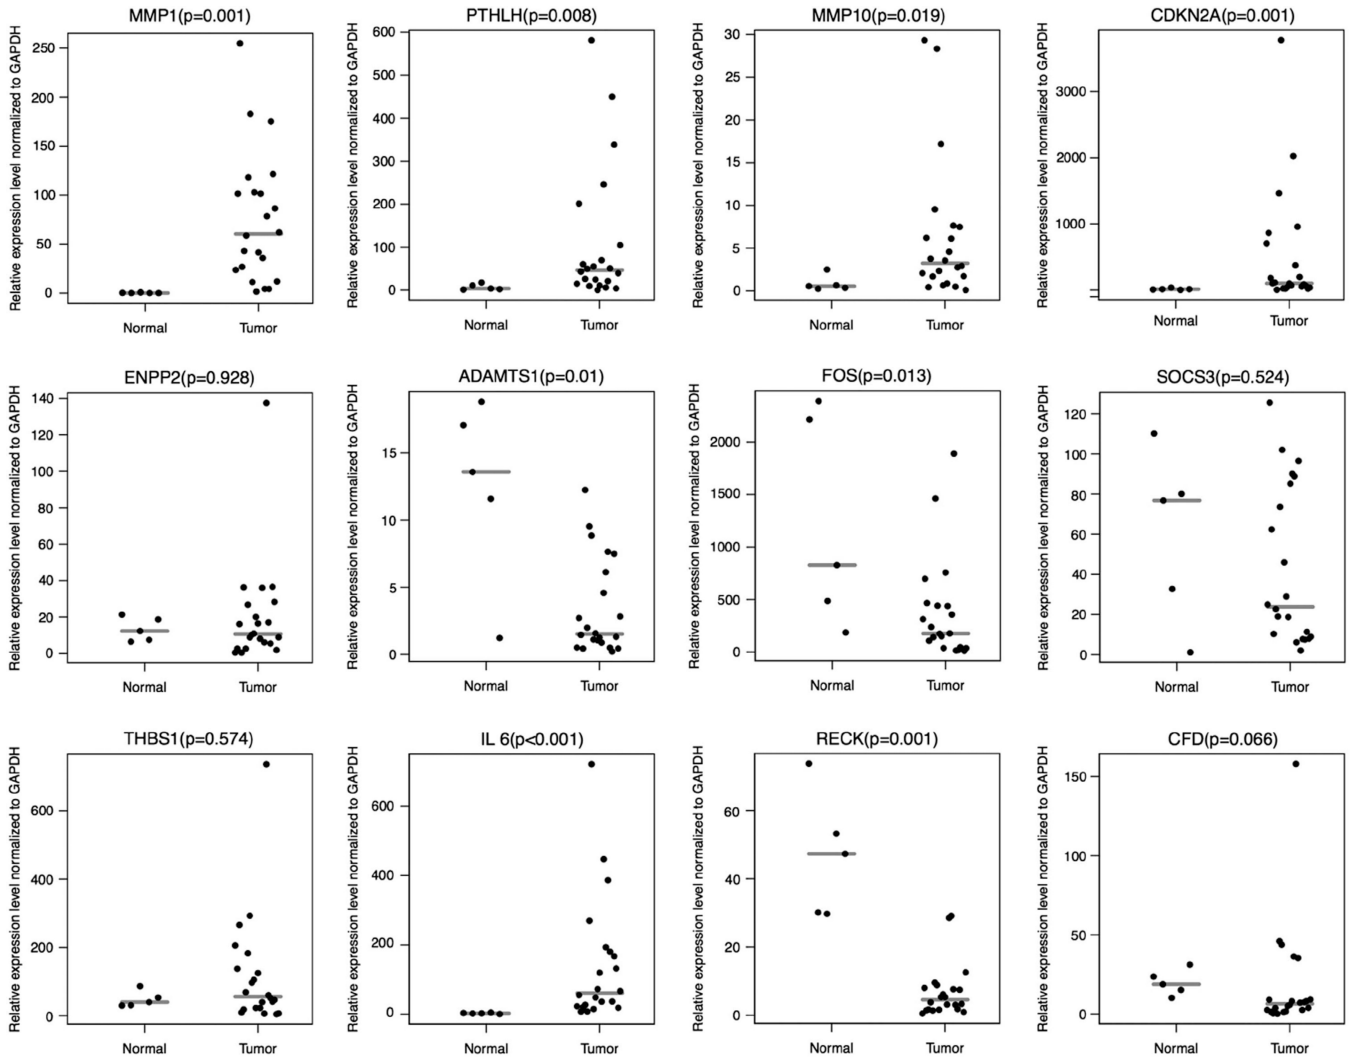 MMP1(p=0.001)
PTHLH(p=0.008)
MMP10(p=0.019)
CDKN2A(p=0.001)
Relative expression level normalized to GAPDH
250
200
150
100
50
0
Normal
Tumor
Relative expression level normalized to GAPDH
600
500
400
300
200
100
0
Normal
Tumor
Relative expression level normalized to GAPDH
30
25
20
15
10
5
0
Normal
Tumor
Relative expression level normalized to GAPDH
3000
2000
1000
Normal
Tumor
ENPP2(p=0.928)
ADAMTS1(p=0.01)
FOS(p=0.013)
SOCS3(p=0.524)
Relative expression level normalized to GAPDH
140
120
100
80
60
40
20
0
Normal
Tumor
Relative expression level normalized to GAPDH
15
10
5
0
Normal
Tumor
Relative expression level normalized to GAPDH
2000
1500
1000
500
0
Normal
Tumor
Relative expression level normalized to GAPDH
120
100
80
60
40
20
0
Normal
Tumor
THBS1(p=0.574)
IL 6(p<0.001)
RECK(p=0.001)
CFD(p=0.066)
Relative expression level normalized to GAPDH
600
400
200
0
Normal
Tumor
Relative expression level normalized to GAPDH
600
400
200
0
Normal
Tumor
Relative expression level normalized to GAPDH
60
40
20
0
Normal
Tumor
Relative expression level normalized to GAPDH
150
100
50
0
Normal
Tumor